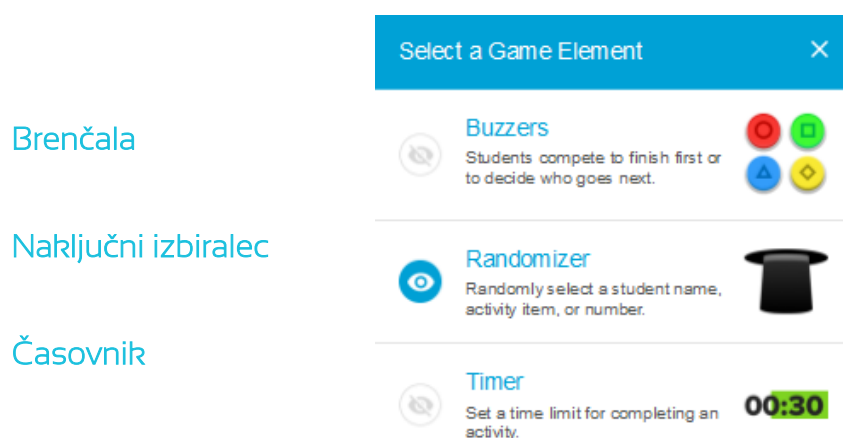 Brenčala
Naključni izbiralec
Časovnik
Select a Game Element
Buzzers
Students compete to finish first or
to decide who goes next.
Randomizer
Randomly select a student name,
activity item, or number.
Timer
Set a time limit for completing an
activity.
00:30